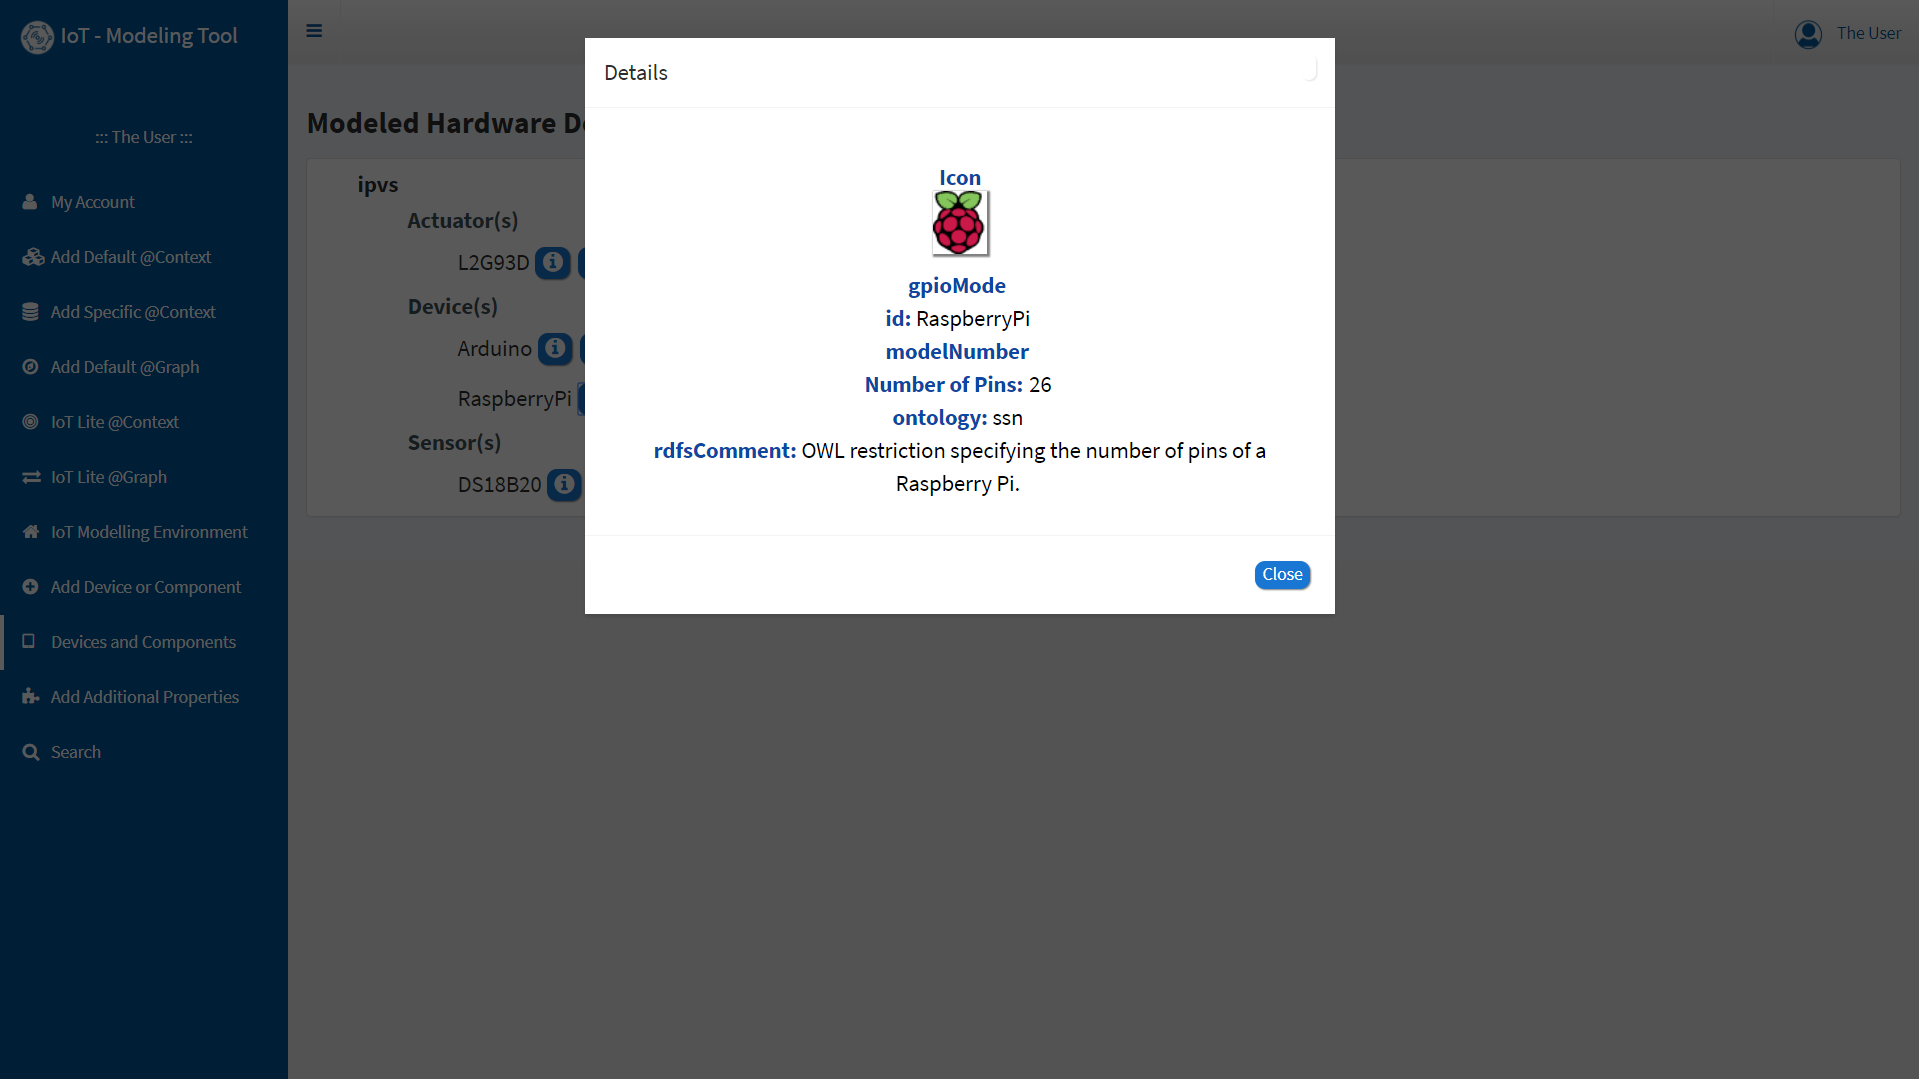 IoT - Modeling Tool
The User
::: The User :::
My Account
Add Default @Context
Add Specific @Context
Add Default @Graph
IoT Lite @Context
IoT Lite @Graph
IoT Modelling Environment
Add Device or Component
Devices and Components
Add Additional Properties
Search
Modeled Hardware
ipvs
Actuator(s)
L2G93D
Device(s)
Arduino
RaspberryPi
Sensor(s)
DS18B20
Details
Icon
gpioMode
id: RaspberryPi
modelNumber
Number of Pins: 26
ontology: ssn
rdfsComment: OWL restriction specifying the number of pins of a
Raspberry Pi.
Close